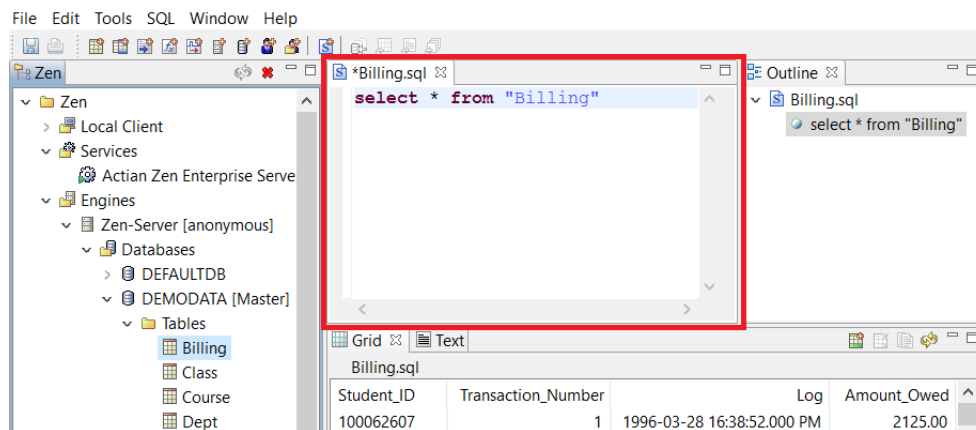 File Edit Tools SQL Window Help
Zen
Zen
Local Client
Services
Actian Zen Enterprise Serve
Engines
Zen-Server [anonymous]
Databases
DEFAULTDB
DEMODATA [Master]
Tables
Billing
Class
Course
Dept
*Billing.sql
select * from "Billing"
Outline
Billing.sql
select * from "Billing"
Grid Text
Billing.sql
Student_ID Transaction_Number Log Amount_Owed
100062607 1 1996-03-28 16:38:52.000 PM 2125.00